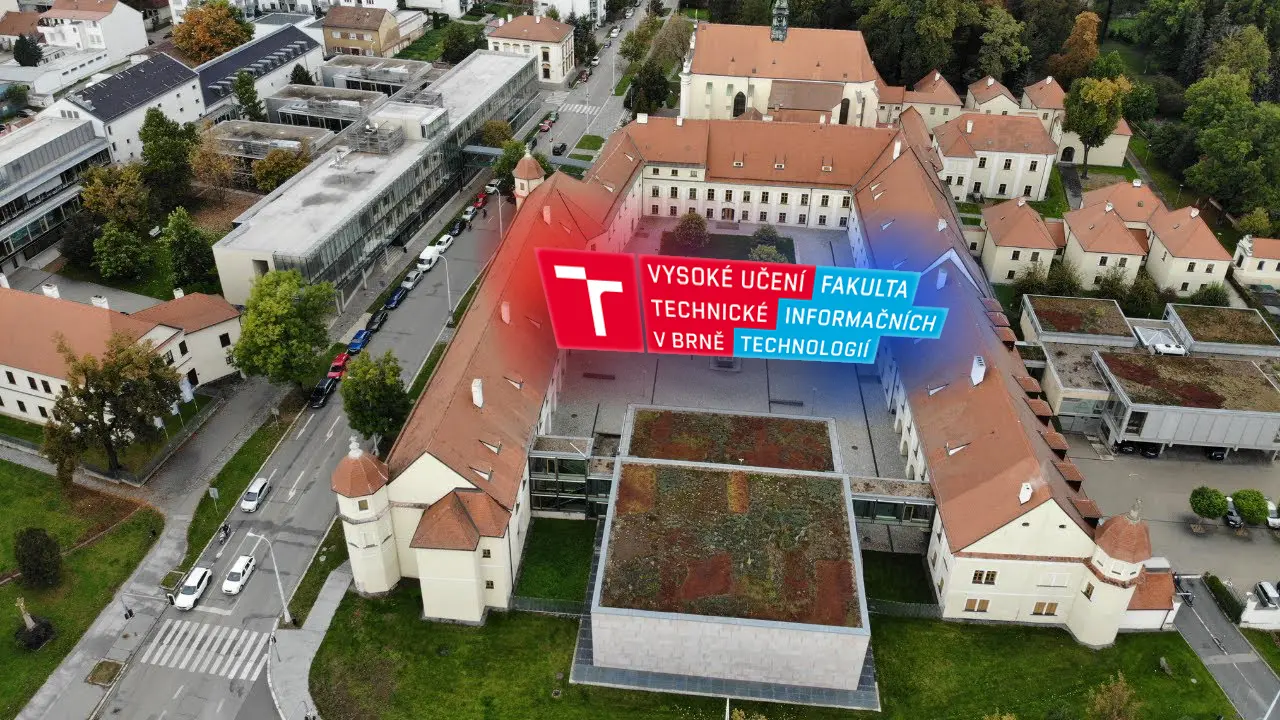 VYSOKÉ UČENÍ FAKULTA
TECHNICKÉ INFORMAČNÍCH
V BRNĚ TECHNOLOGIÍ